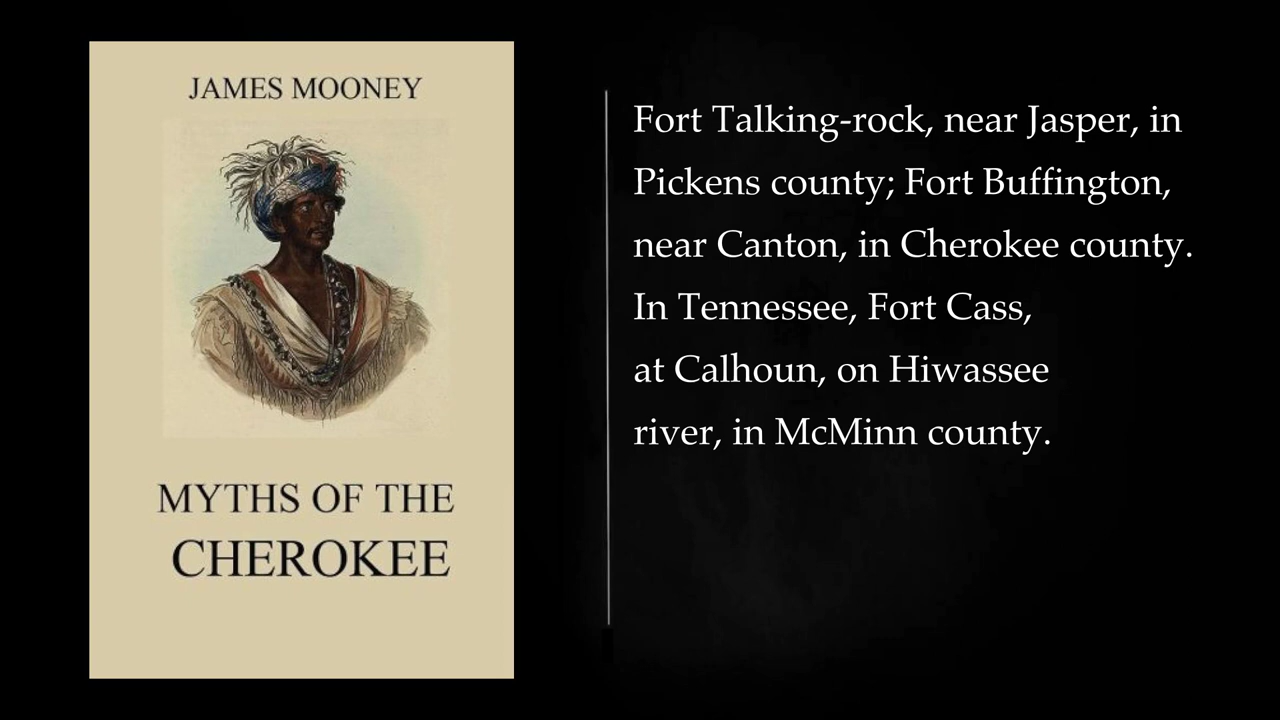 JAMES MOONEY
MYTHS OF THE
CHEROKEE
Fort Talking-rock, near Jasper, in
Pickens county; Fort Buffington,
near Canton, in Cherokee county.
In Tennessee, Fort Cass,
at Calhoun, on Hiwassee
river, in McMinn county.